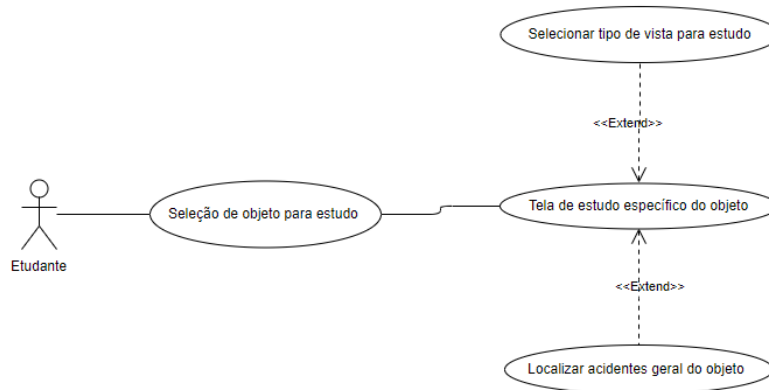 Selecionar tipo de vista para estudo
<<Extend>>
Seleção de objeto para estudo
Tela de estudo específico do objeto
Etudante
<<Extend>>
Localizar acidentes geral do objeto